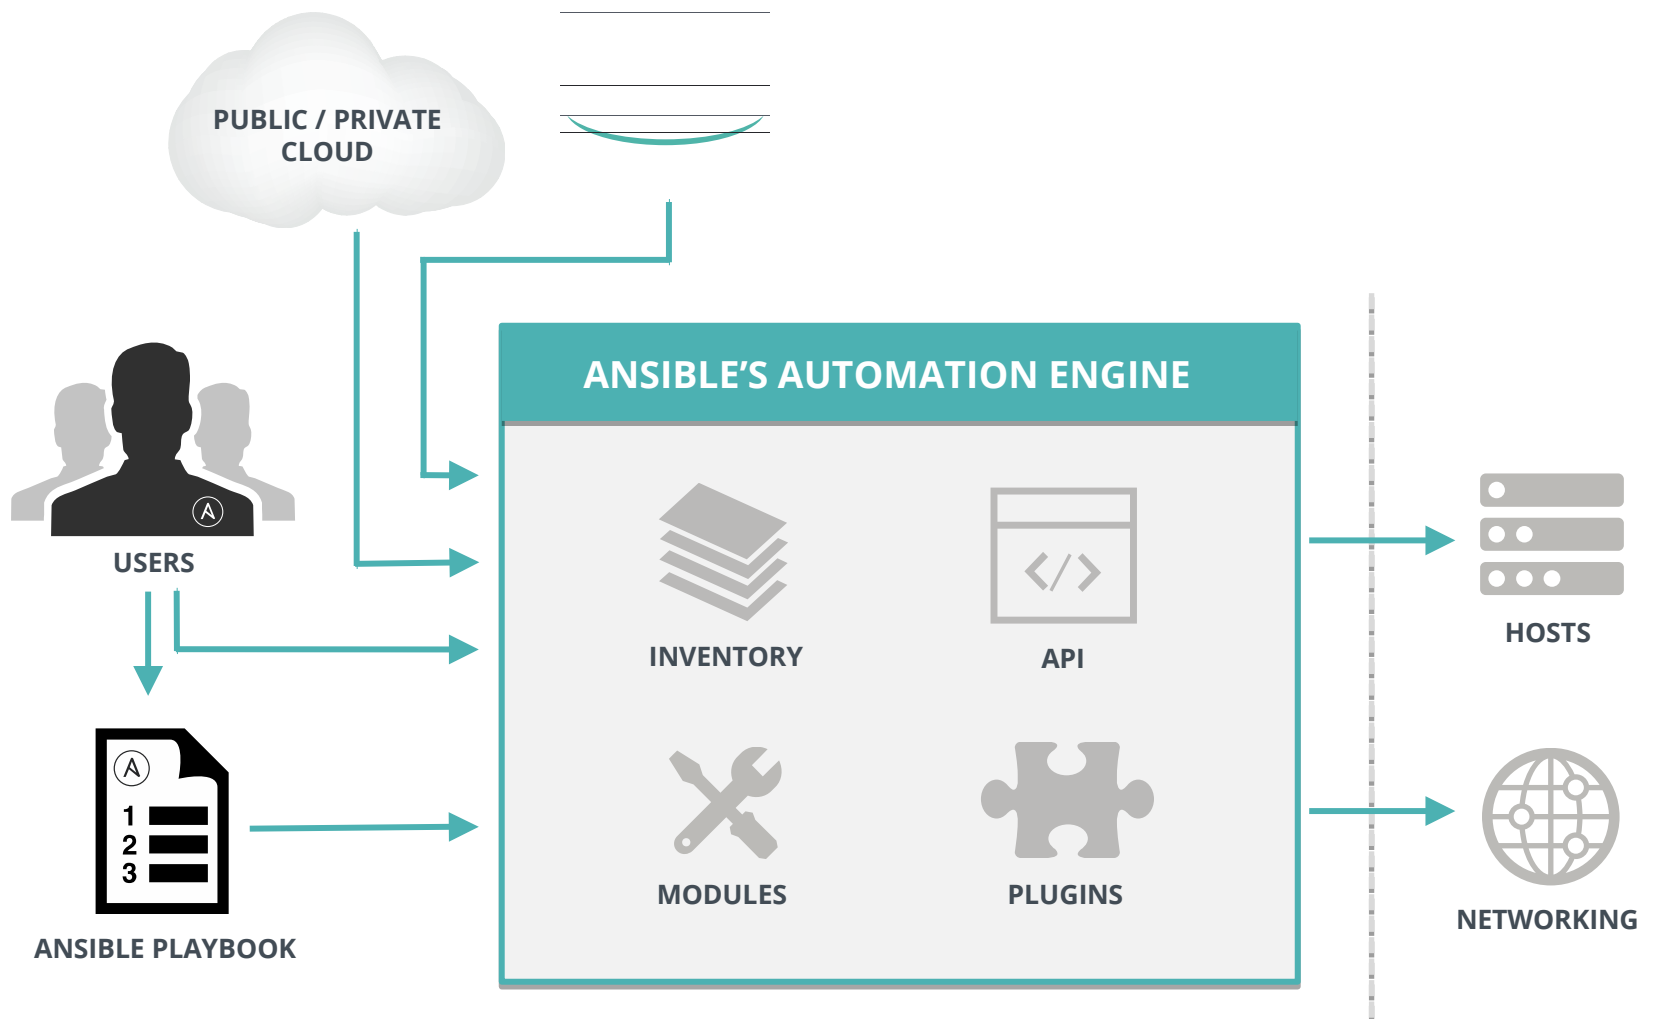 PUBLIC / PRIVATE
CLOUD
ANSIBLE’S AUTOMATION ENGINE
USERS
INVENTORY
API
HOSTS
1
2
3
MODULES
PLUGINS
NETWORKING
ANSIBLE PLAYBOOK